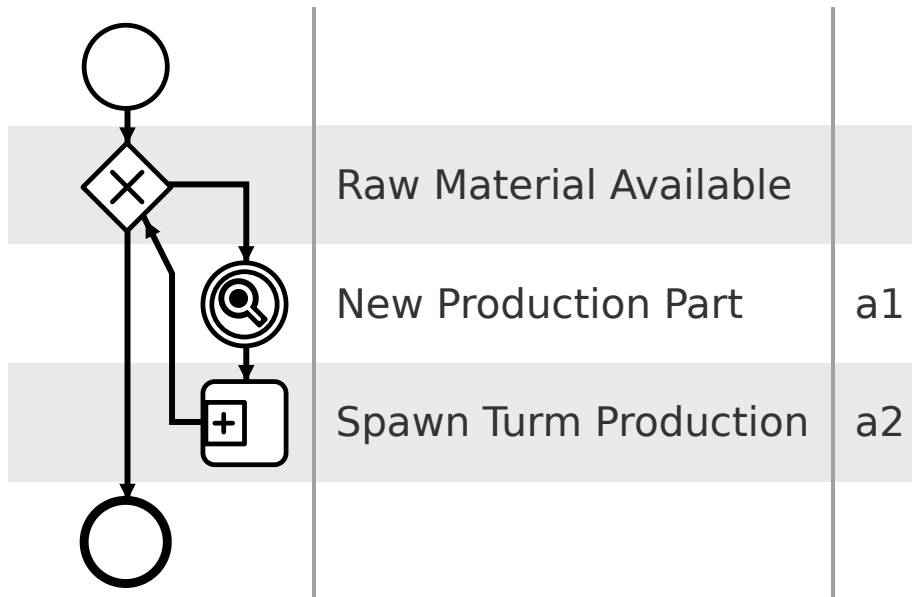 Raw Material Available
New Production Part a1
Spawn Turm Production a2